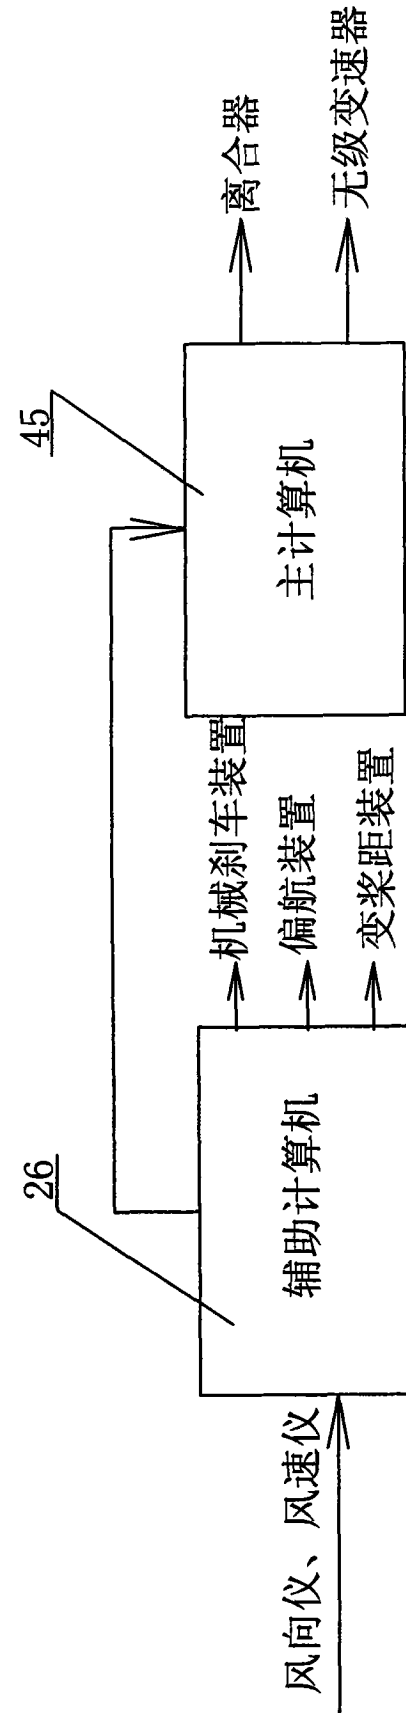 风向仪、风速仪
26
辅助计算机
机械刹车装置
偏航装置
变桨距装置
45
主计算机
离合器
无级变速器